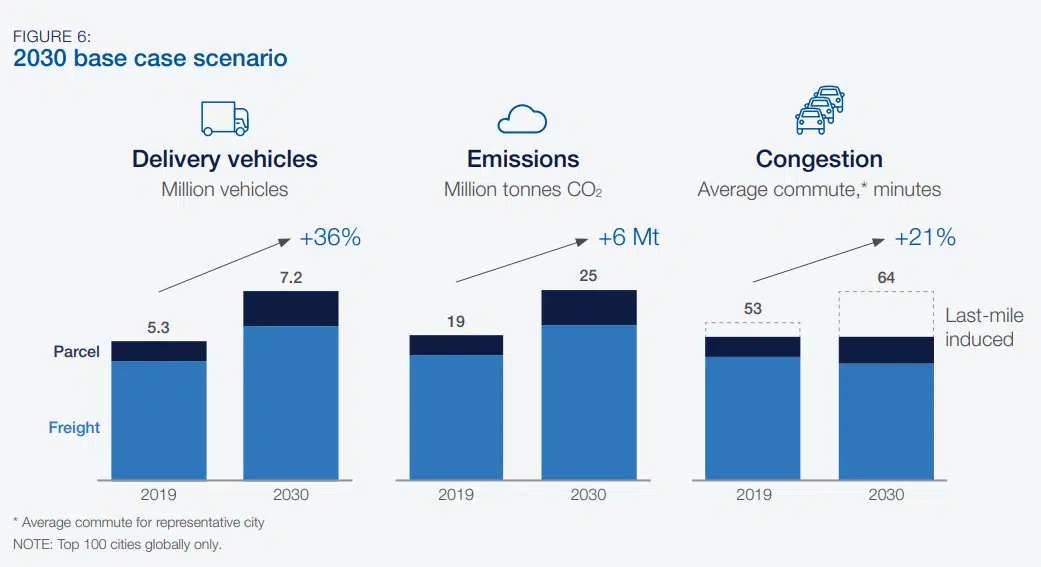 FIGURE 6:
2030 base case scenario
Delivery vehicles
Million vehicles
+36%
5.3
7.2
Parcel
Freight
2019
2030
Emissions
Million tonnes CO₂
+6 Mt
19
25
2019
2030
Congestion
Average commute,* minutes
+21%
53
64
Last-mile
induced
2019
2030
* Average commute for representative city
NOTE: Top 100 cities globally only.